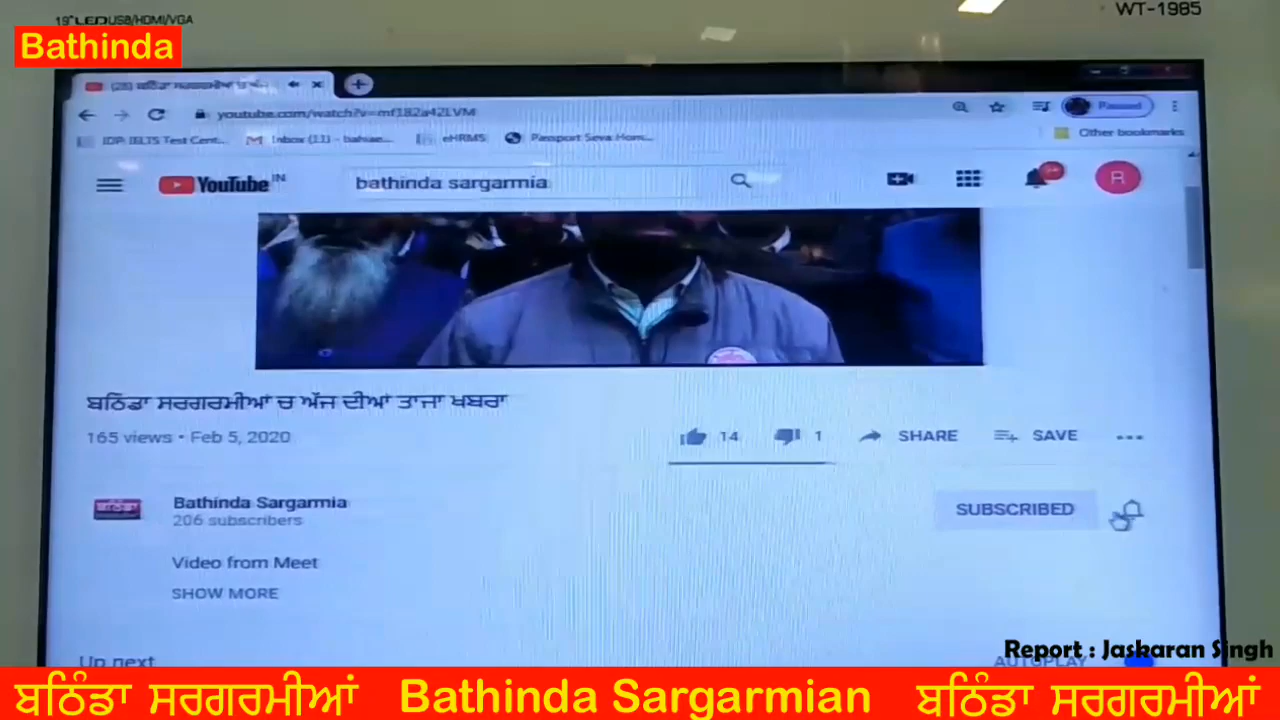 19" LED USB/HDMI/VGA
WT-1985
Bathinda
youtube.com/watch?v=mf182a42LVM
Paused
IDP IELTS Test Cent...
Inbox (11) - bahian...
eHRMS
Passport Seva Hom...
Other bookmarks
YouTube IN
bathinda sargarmia
R
ਬਠਿੰਡਾ ਸਰਗਰਮੀਆਂ ਚ ਅੱਜ ਦੀਆਂ ਤਾਜਾ ਖਬਰਾ
165 views • Feb 5, 2020
14
1
SHARE
SAVE
Bathinda Sargarmia
206 subscribers
SUBSCRIBED
Video from Meet
SHOW MORE
Up next
AUTOPLAY
Report : Jaskaran Singh
ਬਠਿੰਡਾ ਸਰਗਰਮੀਆਂ Bathinda Sargarmian ਬਠਿੰਡਾ ਸਰਗਰਮੀਆਂ